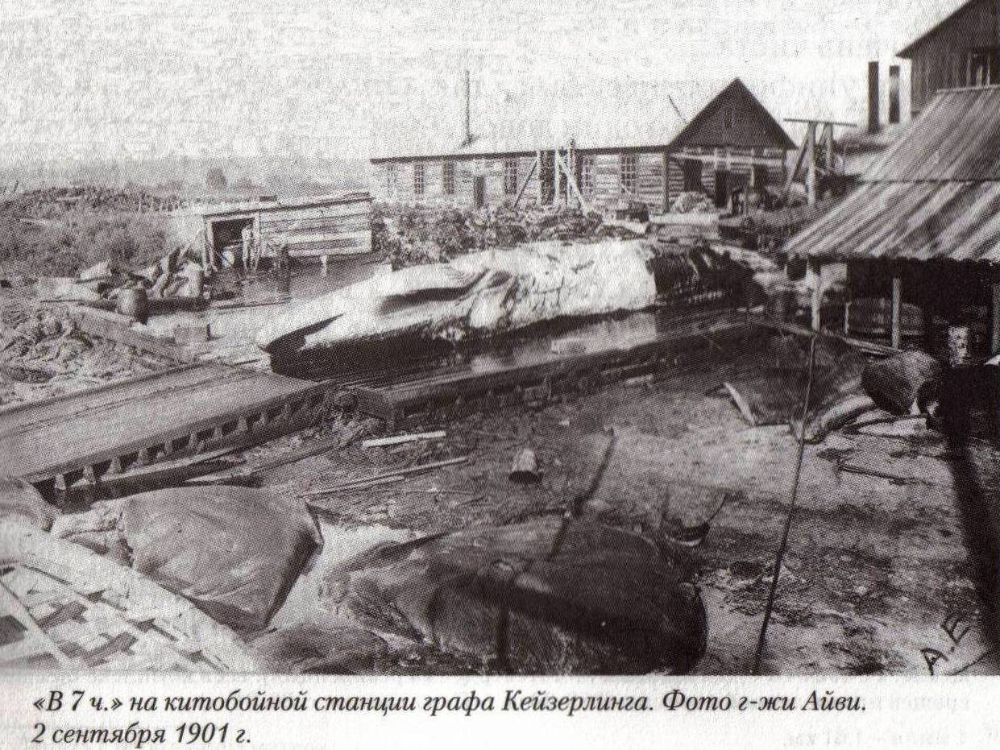 A.E
«В 7 ч.» на китобойной станции графа Кейзерлинга. Фото г-жи Айви.
2 сентября 1901 г.